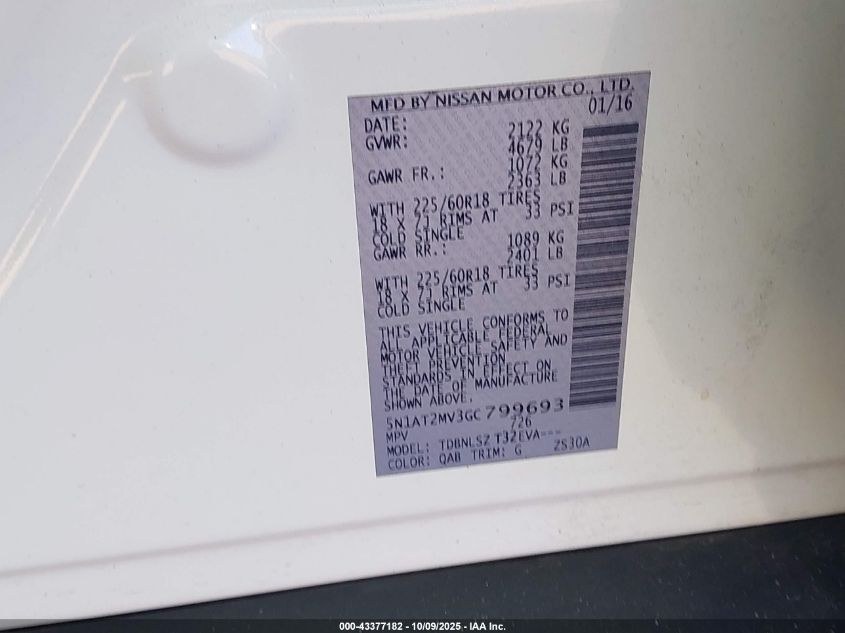 MFD BY NISSAN MOTOR CO., LTD.
DATE: 01/16
GVWR: 2122 KG
4679 LB
GAWR FR.: 1072 KG
2363 LB
WITH 225/60R18 TIRES
18 X 7J RIMS AT 33 PSI
COLD SINGLE
GAWR RR.: 1089 KG
2401 LB
WITH 225/60R18 TIRES
18 X 7J RIMS AT 33 PSI
COLD SINGLE
THIS VEHICLE CONFORMS TO
ALL APPLICABLE FEDERAL
MOTOR VEHICLE SAFETY AND
THEFT PREVENTION
STANDARDS IN EFFECT ON
THE DATE OF MANUFACTURE
SHOWN ABOVE.
5N1AT2MV3GC799693
MPV 726
MODEL: TDBNLSZ T32EVA---
COLOR: QAB TRIM: G ZS30A
000-43377182 - 10/09/2025 - IAA Inc.